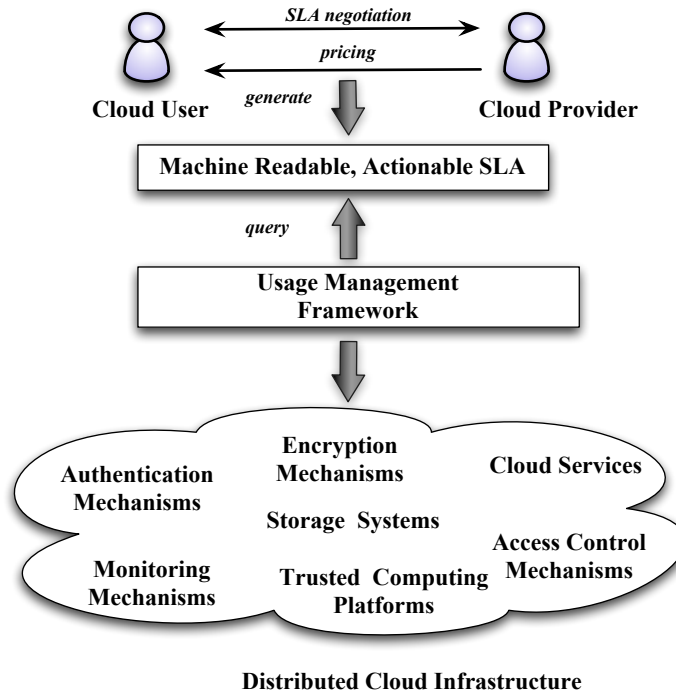 SLA negotiation
pricing
Cloud User
generate
Cloud Provider
Machine Readable, Actionable SLA
query
Usage Management
Framework
Encryption
Mechanisms
Cloud Services
Authentication
Mechanisms
Storage Systems
Access Control
Mechanisms
Monitoring
Mechanisms
Trusted Computing
Platforms
Distributed Cloud Infrastructure